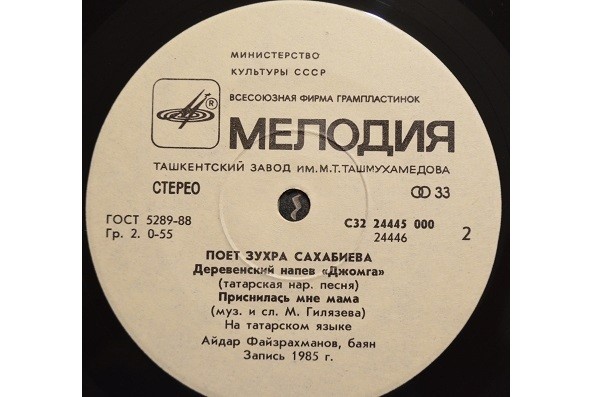 МИНИСТЕРСТВО
КУЛЬТУРЫ СССР
ВСЕСОЮЗНАЯ ФИРМА ГРАМПЛАСТИНОК
®
МЕЛОДИЯ
ТАШКЕНТСКИЙ ЗАВОД ИМ. М.Т. ТАШМУХАМЕДОВА
СТЕРЕО
33
ГОСТ 5289-88
Гр. 2. 0-55
С32 24445 000
24446
2
ПОЕТ ЗУХРА САХАБИЕВА
Деревенский напев «Джомга»
(татарская нар. песня)
Приснилась мне мама
(муз. и сл. М. Гилязева)
На татарском языке
Айдар Файзрахманов, баян
Запись 1985 г.